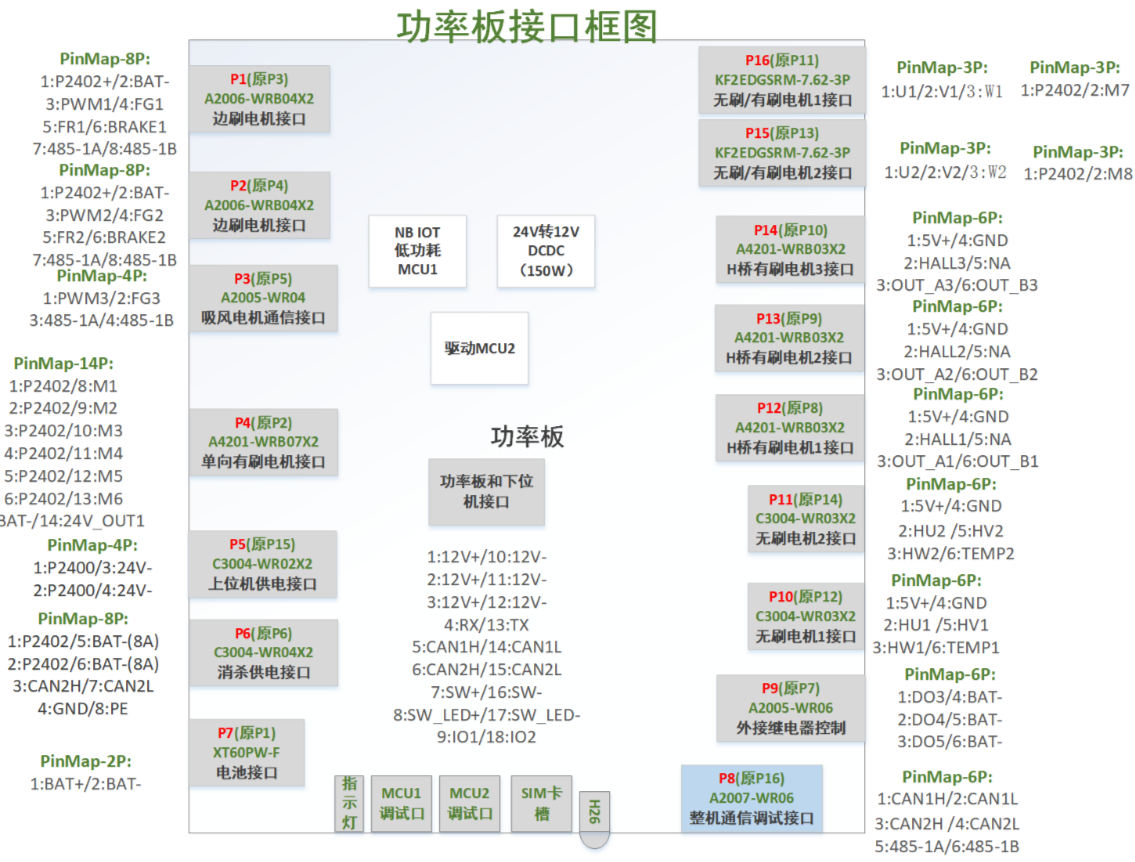 功率板接口框图
PinMap-8P:
1:P2402+/2:BAT-
3:PWM1/4:FG1
5:FR1/6:BRAKE1
7:485-1A/8:485-1B
P1(原P3)
A2006-WRB04X2
边刷电机接口
PinMap-8P:
1:P2402+/2:BAT-
3:PWM2/4:FG2
5:FR2/6:BRAKE2
7:485-1A/8:485-1B
P2(原P4)
A2006-WRB04X2
边刷电机接口
PinMap-4P:
1:PWM3/2:FG3
3:485-1A/4:485-1B
P3(原P5)
A2005-WR04
吸风电机通信接口
PinMap-14P:
1:P2402/8:M1
2:P2402/9:M2
3:P2402/10:M3
4:P2402/11:M4
5:P2402/12:M5
6:P2402/13:M6
BAT-/14:24V_OUT1
P4(原P2)
A4201-WRB07X2
单向有刷电机接口
PinMap-4P:
1:P2400/3:24V-
2:P2400/4:24V-
P5(原P15)
C3004-WR02X2
上位机供电接口
PinMap-8P:
1:P2402/5:BAT-(8A)
2:P2402/6:BAT-(8A)
3:CAN2H/7:CAN2L
4:GND/8:PE
P6(原P6)
C3004-WR04X2
消杀供电接口
PinMap-2P:
1:BAT+/2:BAT-
P7(原P1)
XT60PW-F
电池接口
NB IOT
低功耗
MCU1
24V转12V
DCDC
（150W）
驱动MCU2
功率板
功率板和下位
机接口
1:12V+/10:12V-
2:12V+/11:12V-
3:12V+/12:12V-
4:RX/13:TX
5:CAN1H/14:CAN1L
6:CAN2H/15:CAN2L
7:SW+/16:SW-
8:SW_LED+/17:SW_LED-
9:IO1/18:IO2
指示灯
MCU1
调试口
MCU2
调试口
SIM卡
槽
H26
P16(原P11)
KF2EDGSRM-7.62-3P
无刷/有刷电机1接口
PinMap-3P:
1:U1/2:V1/3:W1
PinMap-3P:
1:P2402/2:M7
P15(原P13)
KF2EDGSRM-7.62-3P
无刷/有刷电机2接口
PinMap-3P:
1:U2/2:V2/3:W2
PinMap-3P:
1:P2402/2:M8
P14(原P10)
A4201-WRB03X2
H桥有刷电机3接口
PinMap-6P:
1:5V+/4:GND
2:HALL3/5:NA
3:OUT_A3/6:OUT_B3
P13(原P9)
A4201-WRB03X2
H桥有刷电机2接口
PinMap-6P:
1:5V+/4:GND
2:HALL2/5:NA
3:OUT_A2/6:OUT_B2
P12(原P8)
A4201-WRB03X2
H桥有刷电机1接口
PinMap-6P:
1:5V+/4:GND
2:HALL1/5:NA
3:OUT_A1/6:OUT_B1
P11(原P14)
C3004-WR03X2
无刷电机2接口
PinMap-6P:
1:5V+/4:GND
2:HU2 /5:HV2
3:HW2/6:TEMP2
P10(原P12)
C3004-WR03X2
无刷电机1接口
PinMap-6P:
1:5V+/4:GND
2:HU1 /5:HV1
3:HW1/6:TEMP1
P9(原P7)
A2005-WR06
外接继电器控制
PinMap-6P:
1:DO3/4:BAT-
2:DO4/5:BAT-
3:DO5/6:BAT-
P8(原P16)
A2007-WR06
整机通信调试接口
PinMap-6P:
1:CAN1H/2:CAN1L
3:CAN2H /4:CAN2L
5:485-1A/6:485-1B